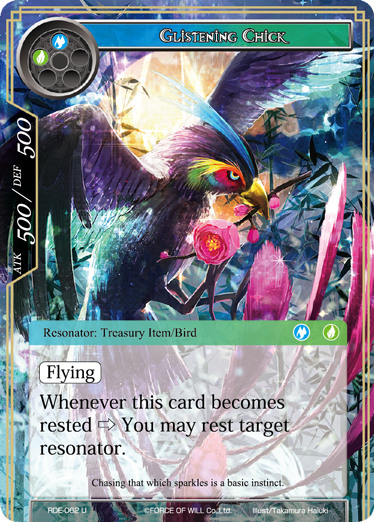 Glistening Chick
ATK 500 / DEF 500
Resonator: Treasury Item/Bird
Flying
Whenever this card becomes
rested ⇨ You may rest target
resonator.
Chasing that which sparkles is a basic instinct.
RDE-062 U ©FORCE OF WILL Co.,Ltd. Illust/Takamura Haluki